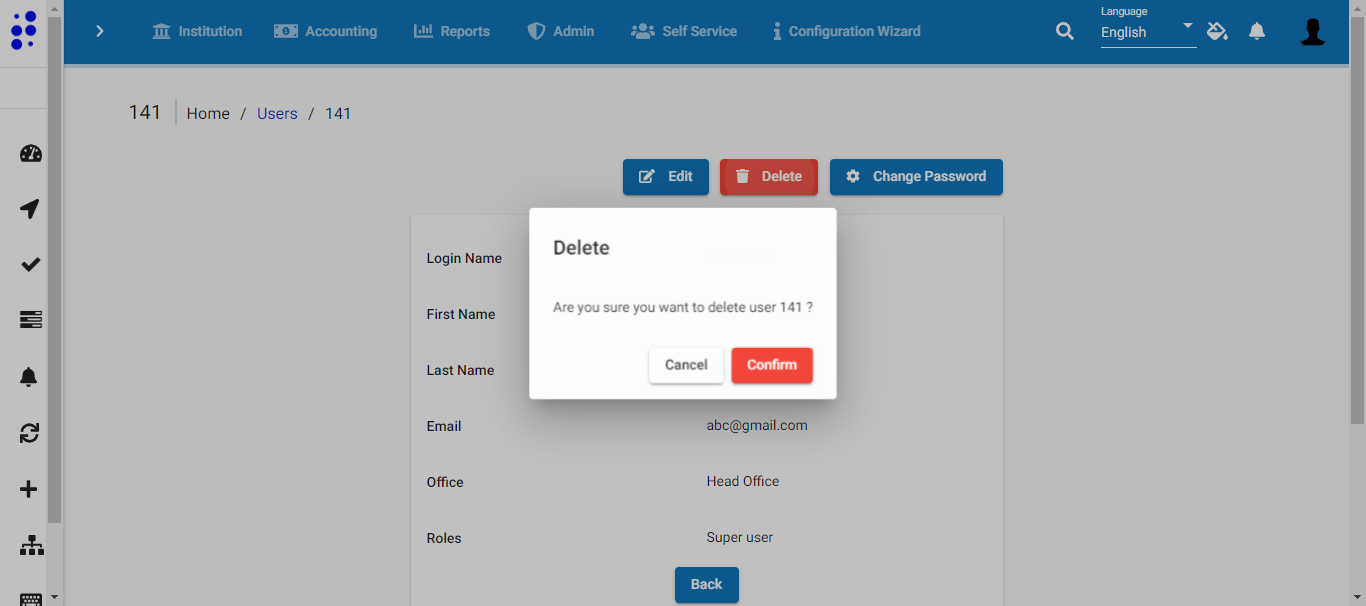 Institution Accounting Reports Admin Self Service Configuration Wizard
Language
English
141 Home / Users / 141
Edit Delete Change Password
Delete
Are you sure you want to delete user 141 ?
Cancel Confirm
Login Name
First Name
Last Name
Email abc@gmail.com
Office Head Office
Roles Super user
Back